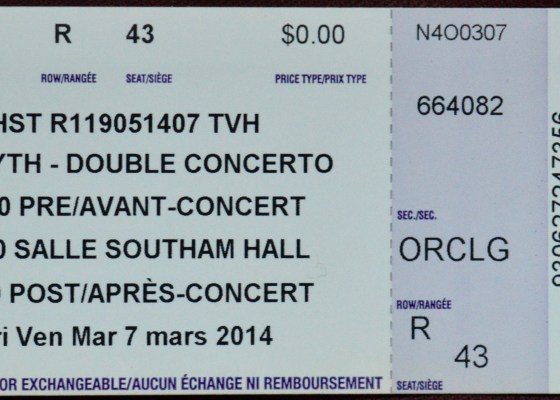 R 43 $0.00
ROW/RANGÉE SEAT/SIÈGE PRICE TYPE/PRIX TYPE
HST R119051407 TVH
YTH - DOUBLE CONCERTO
0 PRE/AVANT-CONCERT
0 SALLE SOUTHAM HALL
POST/APRÈS-CONCERT
Ven Mar 7 mars 2014
OR EXCHANGEABLE/AUCUN ÉCHANGE NI REMBOURSEMENT
N4O0307
664082
SEC./SEC.
ORCLG
ROW/RANGÉE
R
43
SEAT/SIÈGE